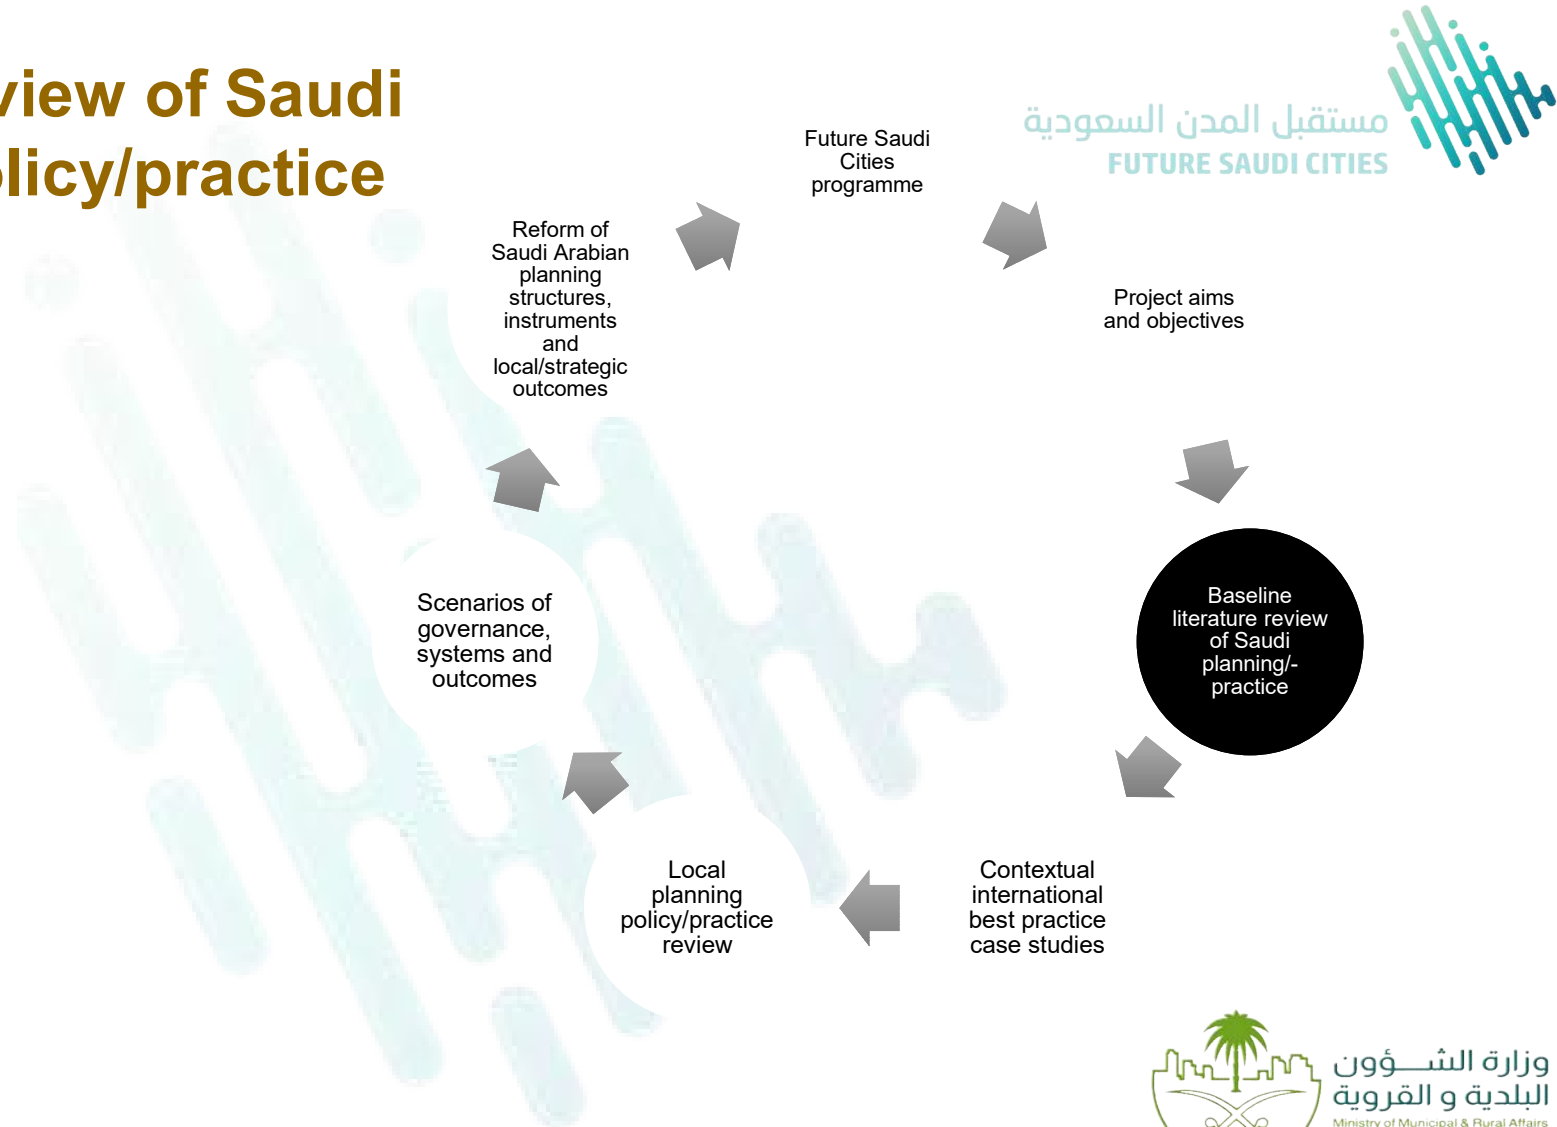 view of Saudi
olicy/practice
مستقبل المدن السعودية
FUTURE SAUDI CITIES
Future Saudi
Cities
programme
Project aims
and objectives
Baseline
literature review
of Saudi
planning/-
practice
Contextual
international
best practice
case studies
Local
planning
policy/practice
review
Scenarios of
governance,
systems and
outcomes
Reform of
Saudi Arabian
planning
structures,
instruments
and
local/strategic
outcomes
وزارة الشــؤون
البلدية و القروية
Ministry of Municipal & Rural Affairs